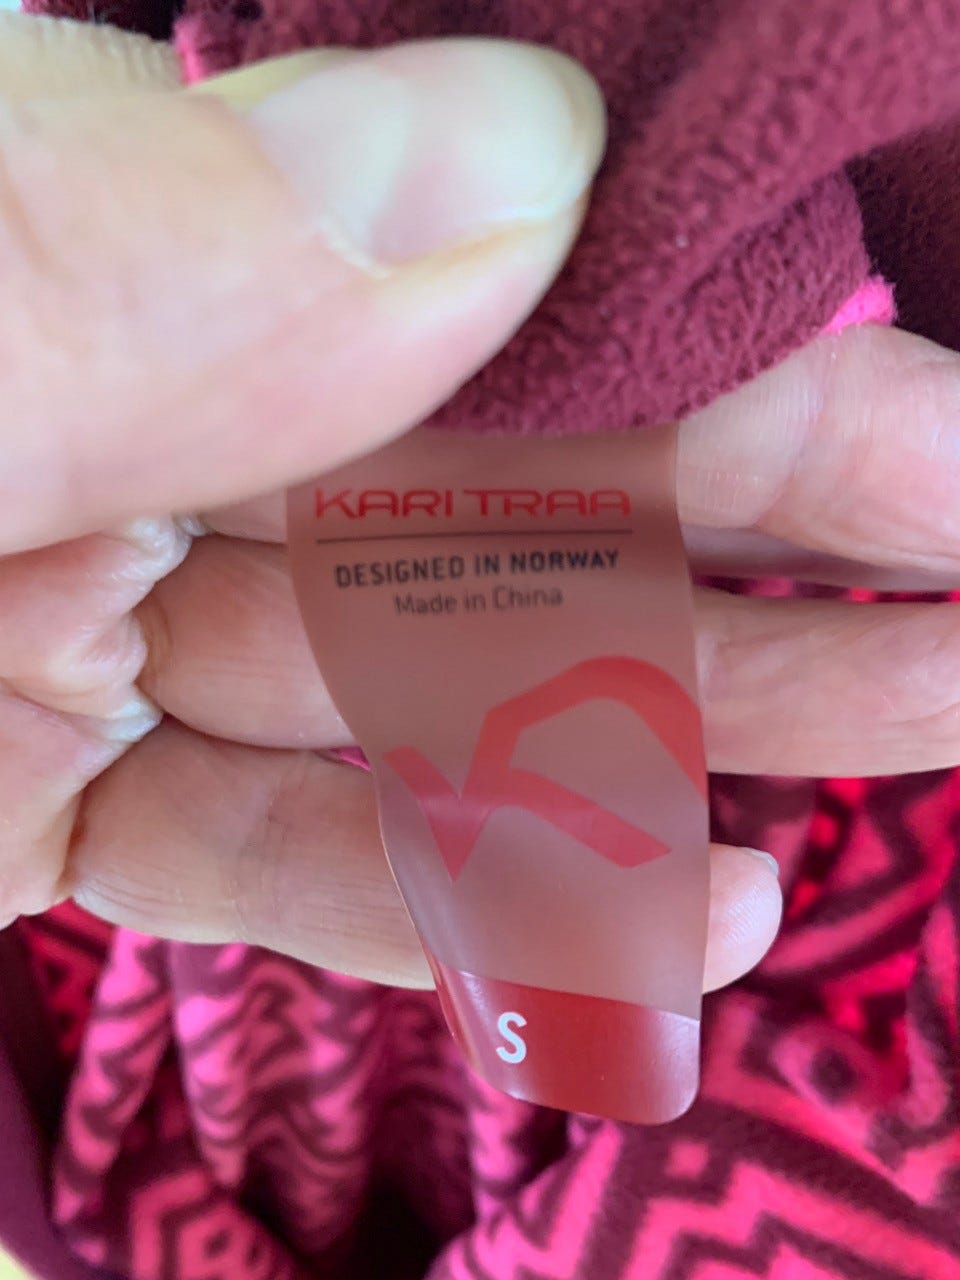 KARI TRAA
DESIGNED IN NORWAY
Made in China
S